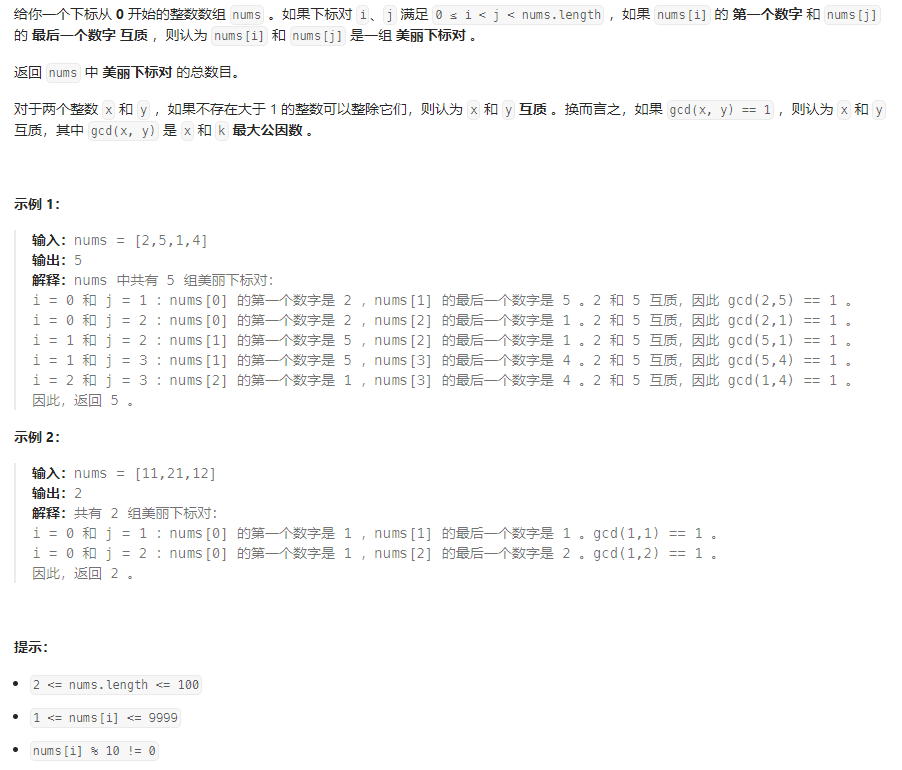 给你一个下标从 0 开始的整数数组 nums 。如果下标对 i、j 满足 0 ≤ i < j < nums.length ，如果 nums[i] 的 第一个数字 和 nums[j]
的 最后一个数字 互质 ，则认为 nums[i] 和 nums[j] 是一组 美丽下标对 。
返回 nums 中 美丽下标对 的总数目。
对于两个整数 x 和 y ，如果不存在大于 1 的整数可以整除它们，则认为 x 和 y 互质 。换而言之，如果 gcd(x, y) == 1 ，则认为 x 和 y
互质，其中 gcd(x, y) 是 x 和 k 最大公因数 。
示例 1：
输入：nums = [2,5,1,4]
输出：5
解释：nums 中共有 5 组美丽下标对：
i = 0 和 j = 1 ：nums[0] 的第一个数字是 2 ，nums[1] 的最后一个数字是 5 。2 和 5 互质，因此 gcd(2,5) == 1 。
i = 0 和 j = 2 ：nums[0] 的第一个数字是 2 ，nums[2] 的最后一个数字是 1 。2 和 5 互质，因此 gcd(2,1) == 1 。
i = 1 和 j = 2 ：nums[1] 的第一个数字是 5 ，nums[2] 的最后一个数字是 1 。2 和 5 互质，因此 gcd(5,1) == 1 。
i = 1 和 j = 3 ：nums[1] 的第一个数字是 5 ，nums[3] 的最后一个数字是 4 。2 和 5 互质，因此 gcd(5,4) == 1 。
i = 2 和 j = 3 ：nums[2] 的第一个数字是 1 ，nums[3] 的最后一个数字是 4 。2 和 5 互质，因此 gcd(1,4) == 1 。
因此，返回 5 。
示例 2：
输入：nums = [11,21,12]
输出：2
解释：共有 2 组美丽下标对：
i = 0 和 j = 1 ：nums[0] 的第一个数字是 1 ，nums[1] 的最后一个数字是 1 。gcd(1,1) == 1 。
i = 0 和 j = 2 ：nums[0] 的第一个数字是 1 ，nums[2] 的最后一个数字是 2 。gcd(1,2) == 1 。
因此，返回 2 。
提示：
• 2 <= nums.length <= 100
• 1 <= nums[i] <= 9999
• nums[i] % 10 != 0